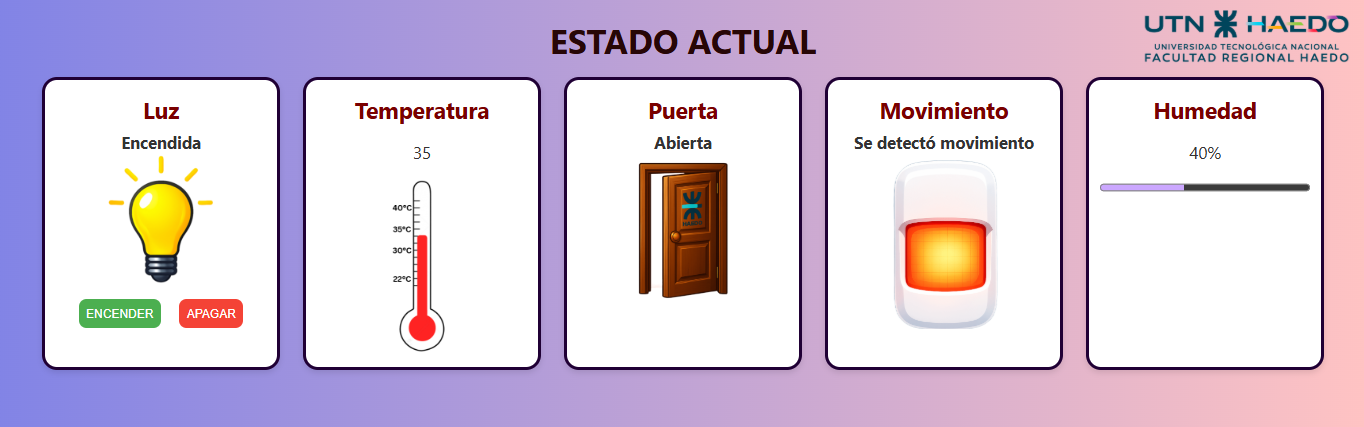 ESTADO ACTUAL
UTN HAEDO
UNIVERSIDAD TECNOLÓGICA NACIONAL
FACULTAD REGIONAL HAEDO
Luz
Encendida
ENCENDER
APAGAR
Temperatura
35
40°C
35°C
30°C
22°C
Puerta
Abierta
HAEDO
Movimiento
Se detectó movimiento
Humedad
40%